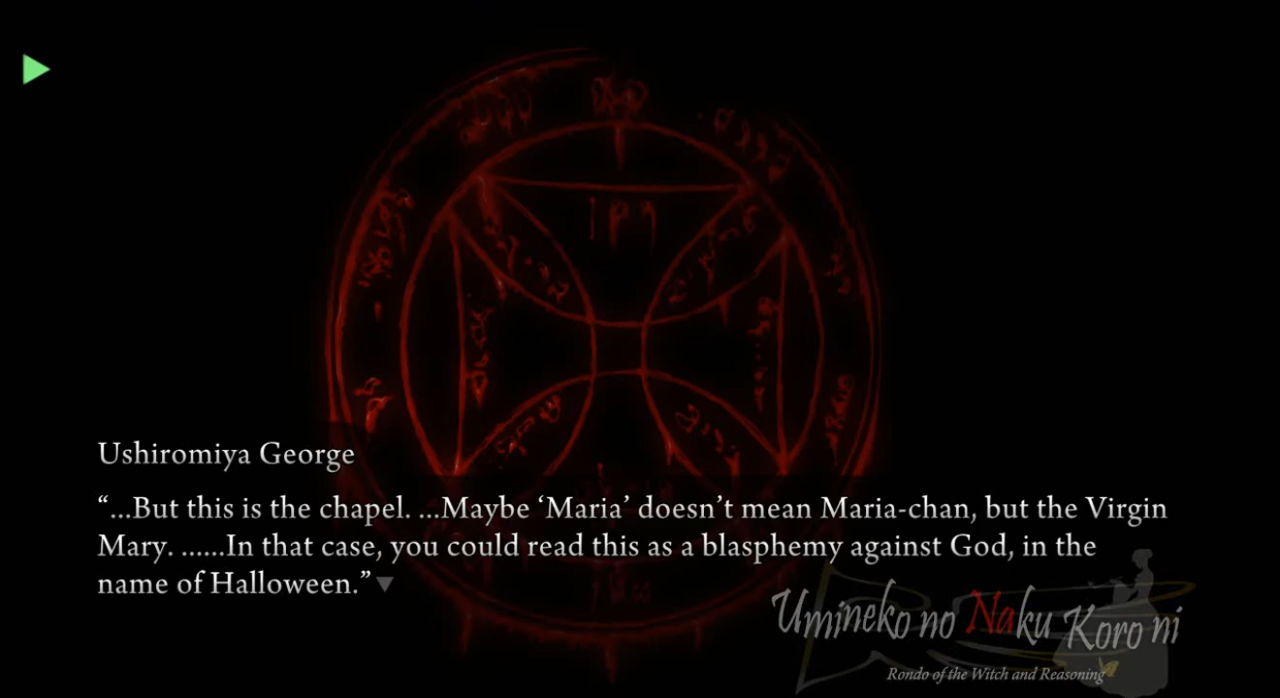 Ushiromiya George
“...But this is the chapel. ...Maybe ‘Maria’ doesn’t mean Maria-chan, but the Virgin
Mary. ......In that case, you could read this as a blasphemy against God, in the
name of Halloween.”
Umineko no Naku Koro ni
Rondo of the Witch and Reasoning